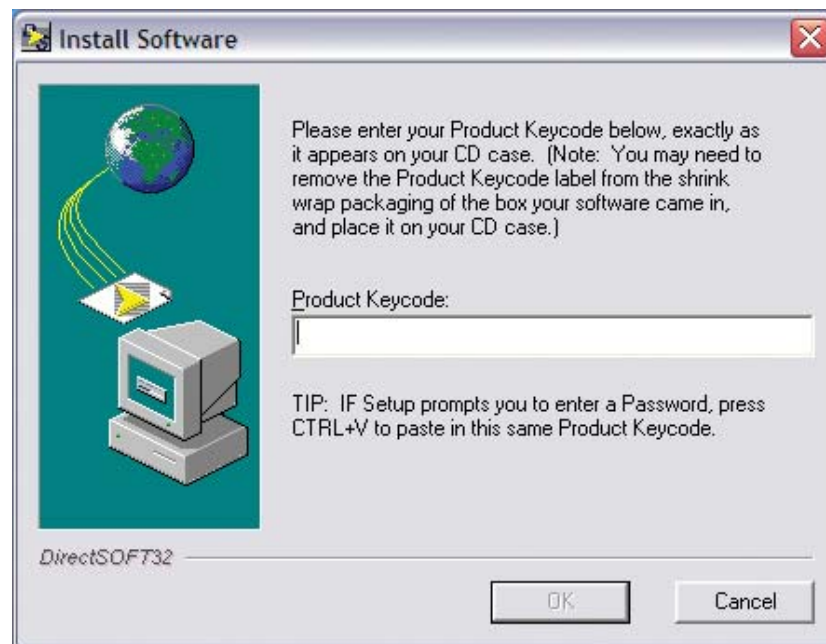 Install Software
Please enter your Product Keycode below, exactly as
it appears on your CD case. (Note: You may need to
remove the Product Keycode label from the shrink
wrap packaging of the box your software came in,
and place it on your CD case.)
Product Keycode:
TIP: IF Setup prompts you to enter a Password, press
CTRL+V to paste in this same Product Keycode.
DirectSOFT32
OK
Cancel